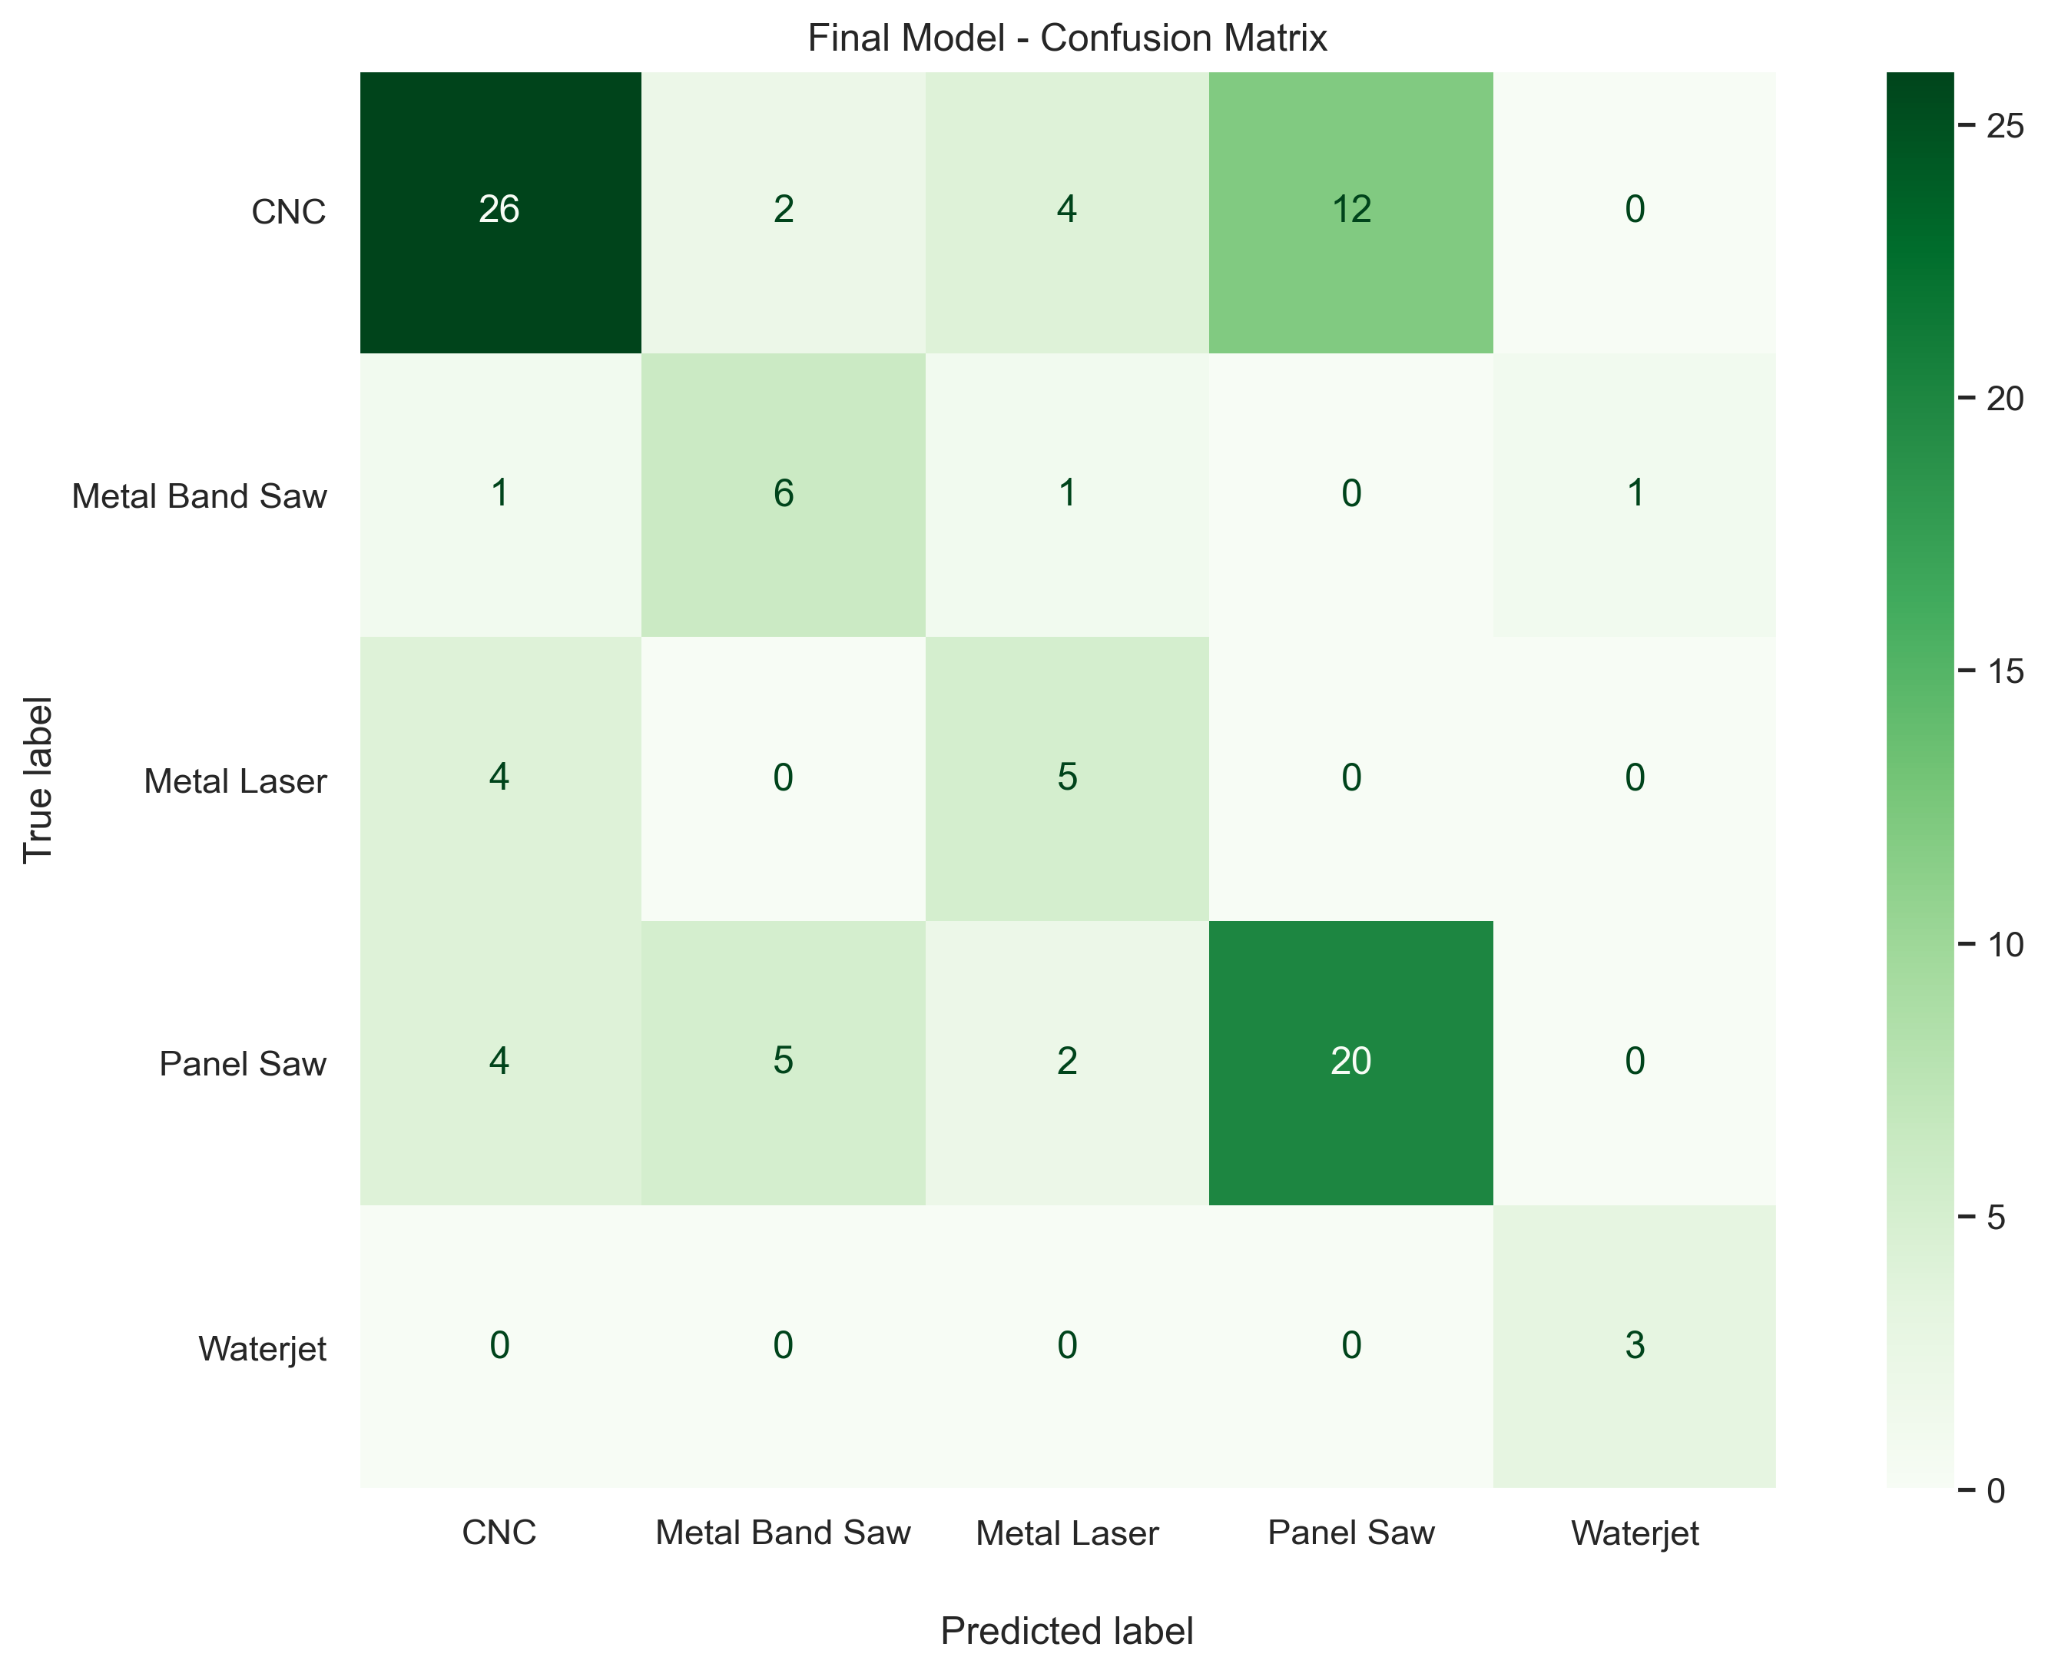 Final Model - Confusion Matrix
CNC 26 2 4 12 0
Metal Band Saw 1 6 1 0 1
Metal Laser 4 0 5 0 0
Panel Saw 4 5 2 20 0
Waterjet 0 0 0 0 3
CNC Metal Band Saw Metal Laser Panel Saw Waterjet
Predicted label
True label
25
20
15
10
5
0